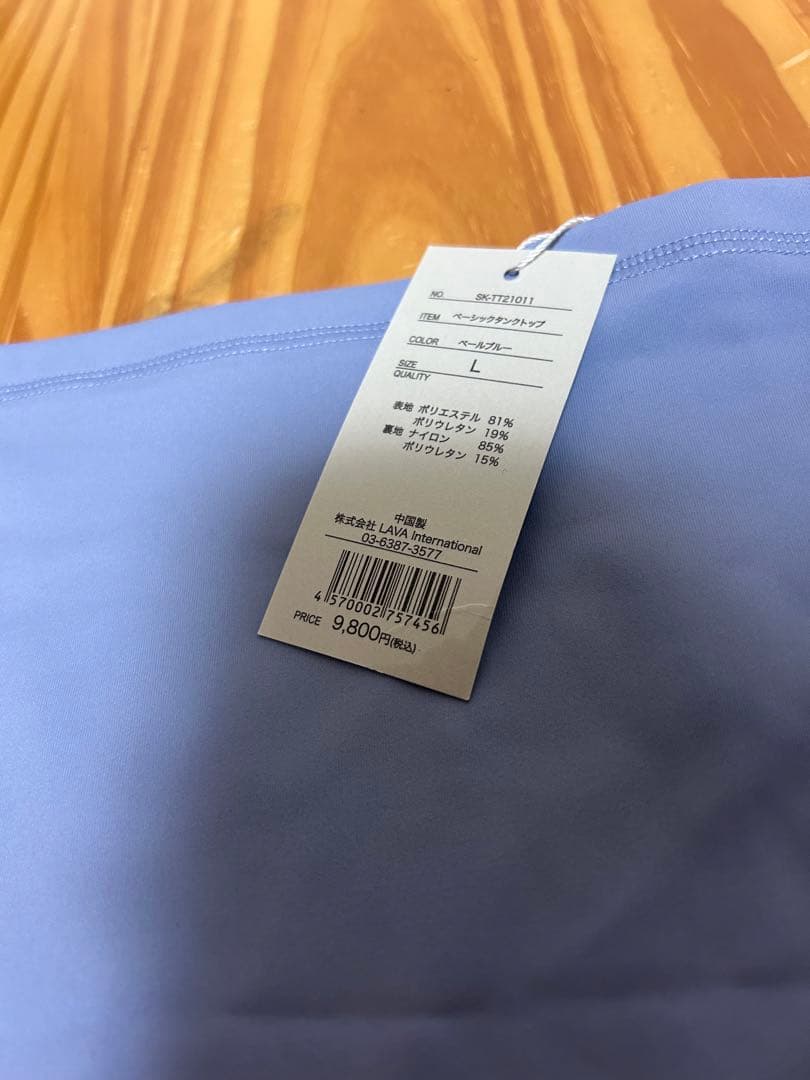 NO. SK-TT21011
ITEM ベーシックタンクトップ
COLOR ペールブルー
SIZE L
QUALITY
表地 ポリエステル 81%
ポリウレタン 19%
裏地 ナイロン 85%
ポリウレタン 15%
中国製
株式会社 LAVA International
03-6387-3577
4 570002 757456
PRICE 9,800円(税込)